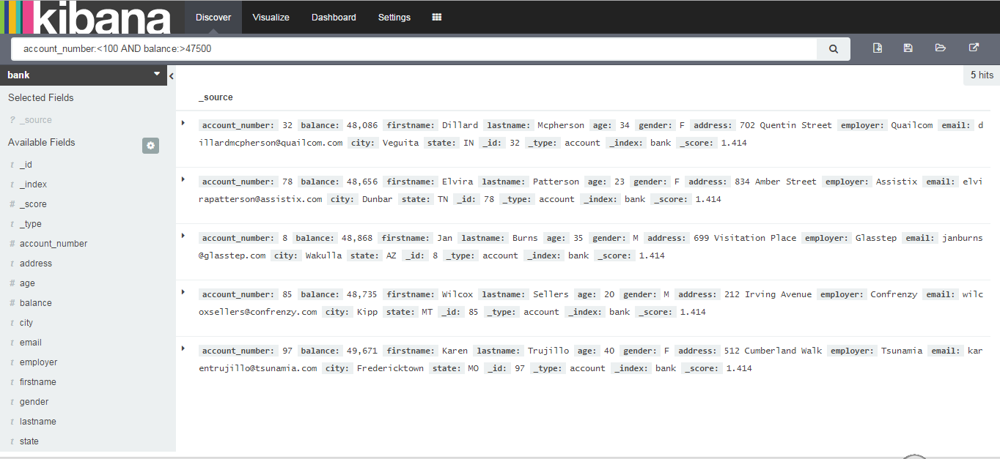 kibana
Discover Visualize Dashboard Settings
account_number:<100 AND balance:>47500
bank
5 hits
Selected Fields
? _source
Available Fields
t _id
t _index
# _score
t _type
# account_number
t address
# age
# balance
t city
t email
t employer
t firstname
t gender
t lastname
t state
_source
account_number: 32 balance: 48,086 firstname: Dillard lastname: Mcpherson age: 34 gender: F address: 702 Quentin Street employer: Quailcom email: d
illardmcpherson@quailcom.com city: Veguita state: IN _id: 32 _type: account _index: bank _score: 1.414
account_number: 78 balance: 48,656 firstname: Elvira lastname: Patterson age: 23 gender: F address: 834 Amber Street employer: Assistix email: elvi
rapatterson@assistix.com city: Dunbar state: TN _id: 78 _type: account _index: bank _score: 1.414
account_number: 8 balance: 48,868 firstname: Jan lastname: Burns age: 35 gender: M address: 699 Visitation Place employer: Glasstep email: janburns
@glasstep.com city: Wakulla state: AZ _id: 8 _type: account _index: bank _score: 1.414
account_number: 85 balance: 48,735 firstname: Wilcox lastname: Sellers age: 20 gender: M address: 212 Irving Avenue employer: Confrenzy email: wilc
oxsellers@confrenzy.com city: Kipp state: MT _id: 85 _type: account _index: bank _score: 1.414
account_number: 97 balance: 49,671 firstname: Karen lastname: Trujillo age: 40 gender: F address: 512 Cumberland Walk employer: Tsunamia email: kar
entrujillo@tsunamia.com city: Fredericktown state: MO _id: 97 _type: account _index: bank _score: 1.414